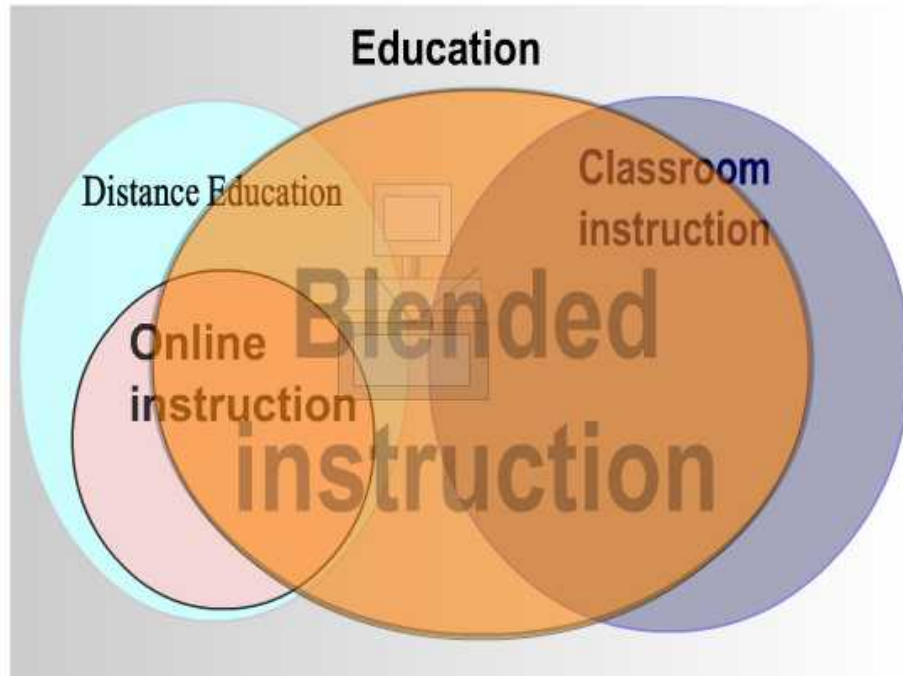 Education
Distance Education
Classroom
instruction
Online
instruction
Blended
instruction